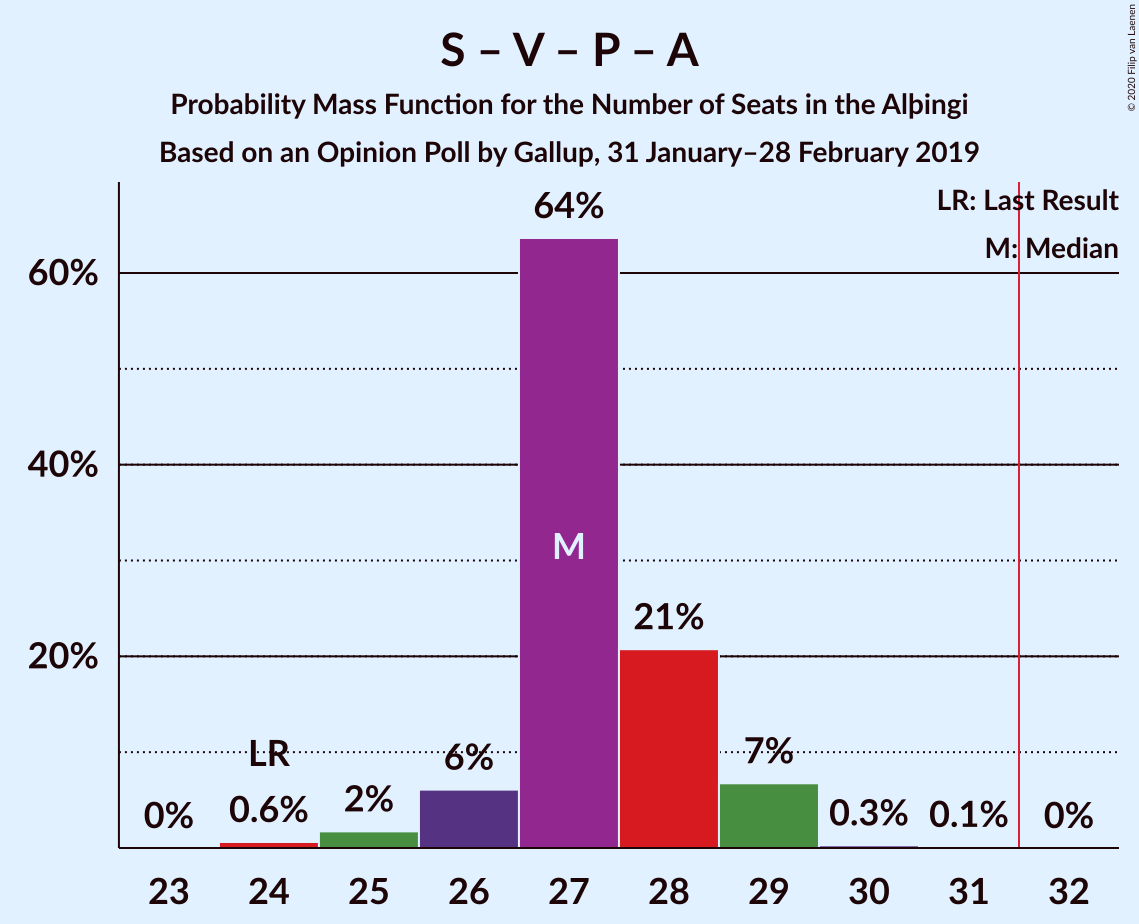 S – V – P – A
Probability Mass Function for the Number of Seats in the Alþingi
Based on an Opinion Poll by Gallup, 31 January–28 February 2019
© 2020 Filip van Laenen
LR: Last Result
M: Median
60%
40%
20%
0%
LR
0.6%
2%
6%
64%
M
21%
7%
0.3%
0.1%
0%
23 24 25 26 27 28 29 30 31 32